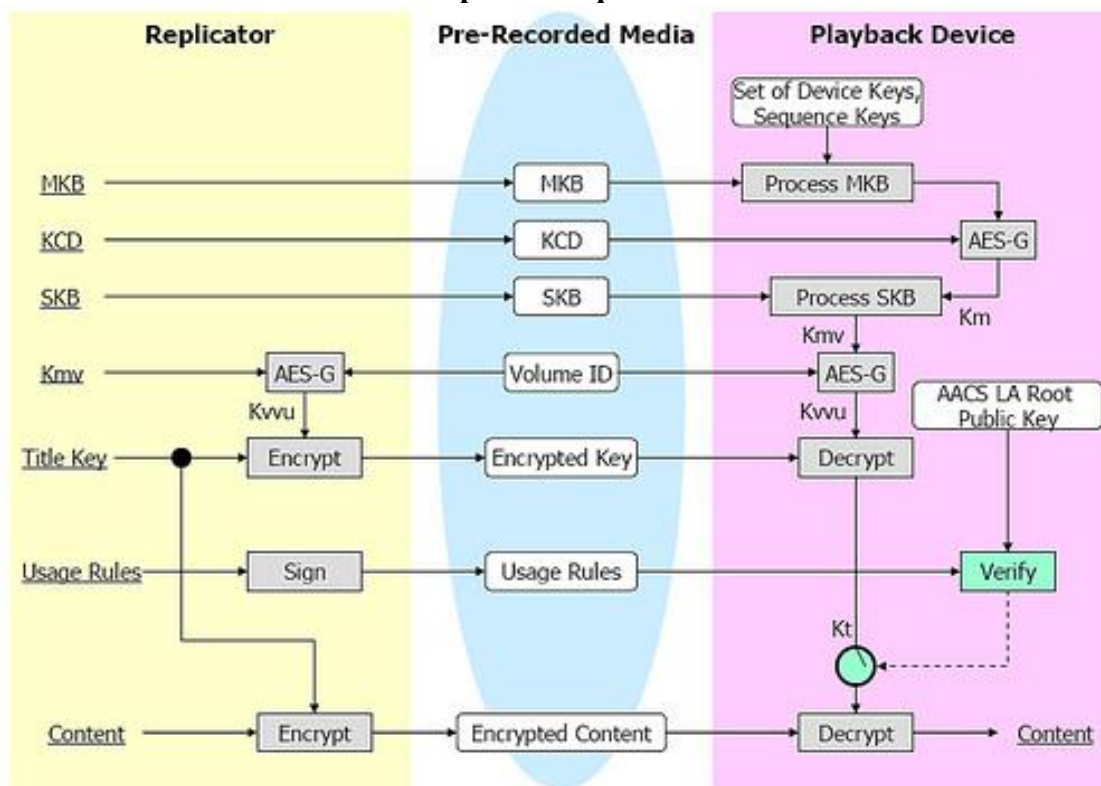 Replicator
Pre-Recorded Media
Playback Device
Set of Device Keys,
Sequence Keys
MKB
MKB
Process MKB
KCD
KCD
AES-G
SKB
SKB
Process SKB
Km
Kmv
Kmv
AES-G
Volume ID
AES-G
Kvvu
Kvvu
AACS LA Root
Public Key
Title Key
Encrypt
Encrypted Key
Decrypt
Usage Rules
Sign
Usage Rules
Verify
Kt
Content
Encrypt
Encrypted Content
Decrypt
Content